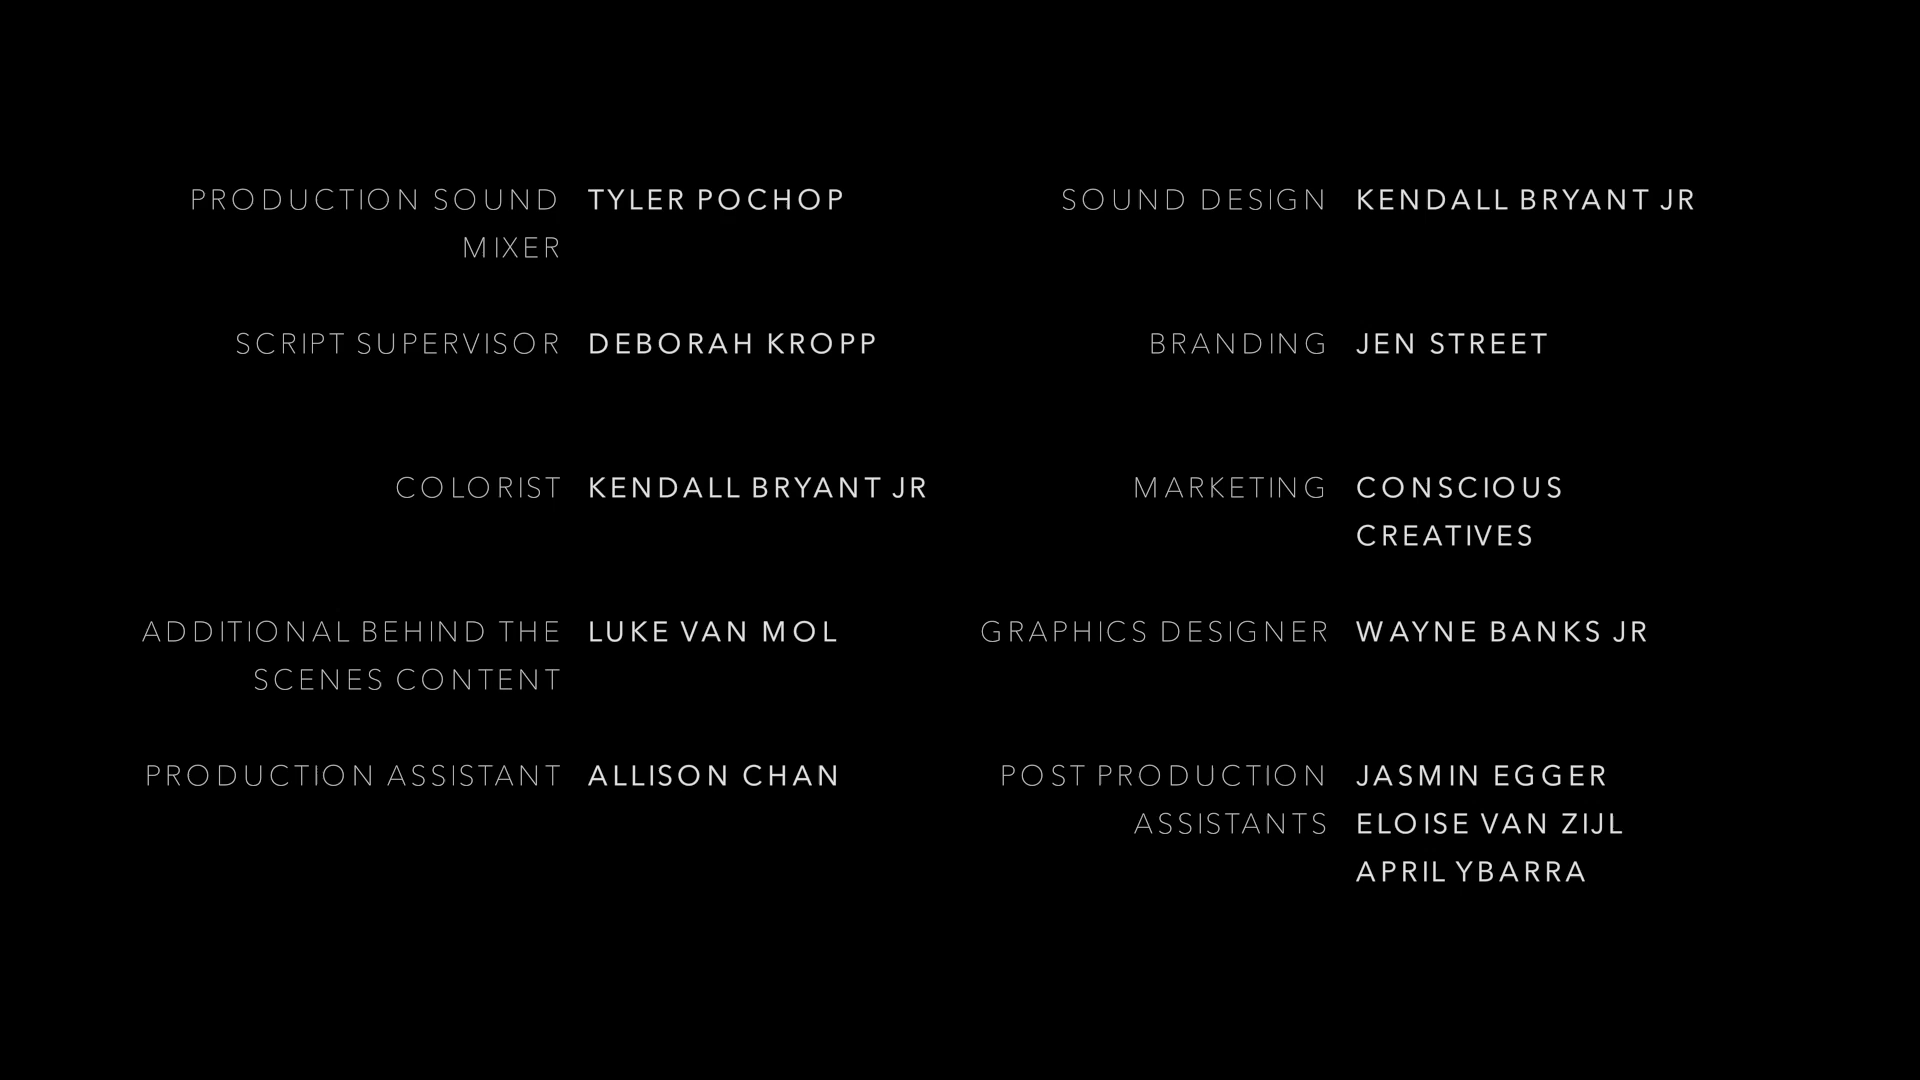 PRODUCTION SOUND TYLER POCHOP
MIXER
SCRIPT SUPERVISOR DEBORAH KROPP
COLORIST KENDALL BRYANT JR
ADDITIONAL BEHIND THE LUKE VAN MOL
SCENES CONTENT
PRODUCTION ASSISTANT ALLISON CHAN
SOUND DESIGN KENDALL BRYANT JR
BRANDING JEN STREET
MARKETING CONSCIOUS
CREATIVES
GRAPHICS DESIGNER WAYNE BANKS JR
POST PRODUCTION JASMIN EGGER
ASSISTANTS ELOISE VAN ZIJL
APRIL YBARRA